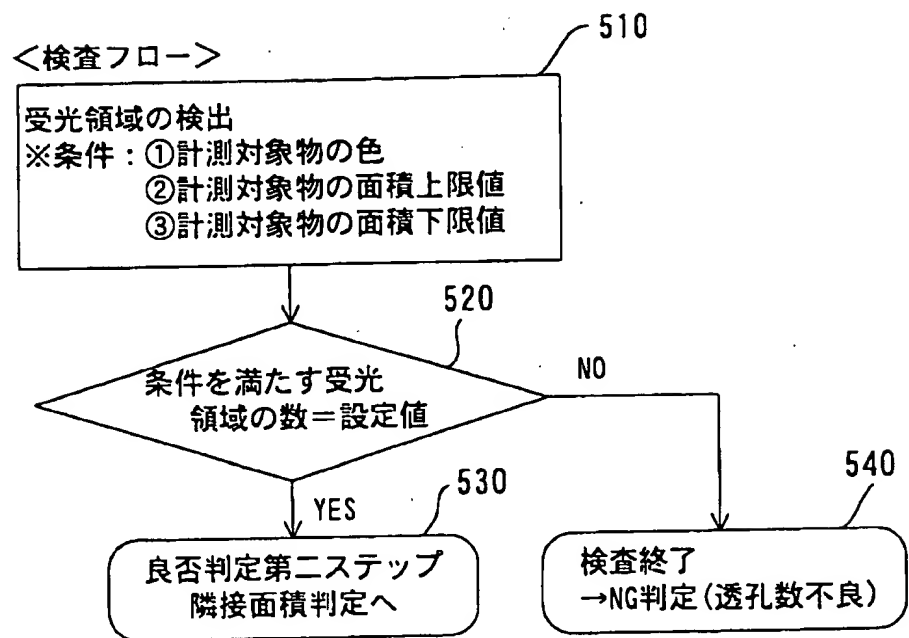 510
＜検査フロー＞
受光領域の検出
※条件：①計測対象物の色
②計測対象物の面積上限値
③計測対象物の面積下限値
520
条件を満たす受光
領域の数＝設定値
NO
YES
530
良否判定第二ステップ
隣接面積判定へ
540
検査終了
→NG判定(透孔数不良)